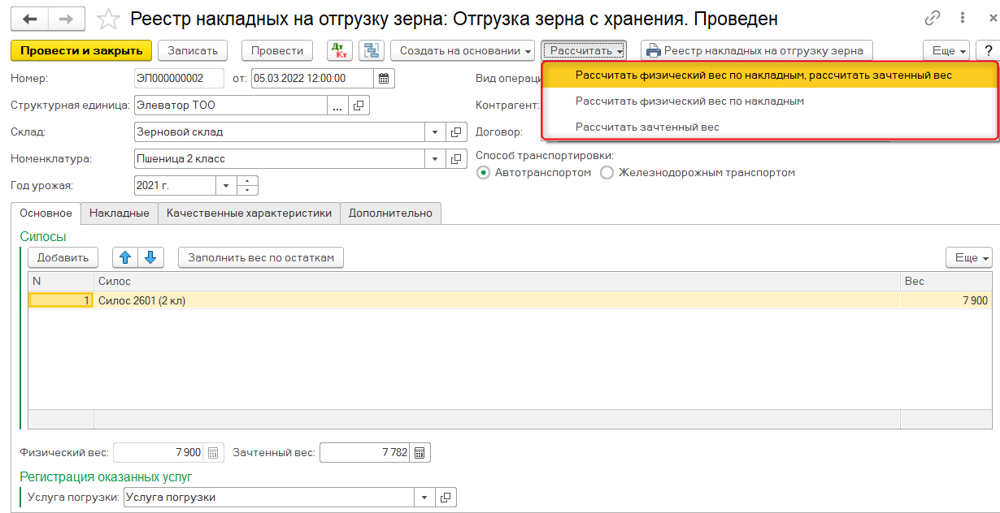 Реестр накладных на отгрузку зерна: Отгрузка зерна с хранения. Проведен
Провести и закрыть Записать Провести Дт Кт Создать на основании Рассчитать Реестр накладных на отгрузку зерна Еще ?
Рассчитать физический вес по накладным, рассчитать зачтенный вес
Рассчитать физический вес по накладным
Рассчитать зачтенный вес
Номер: ЭЛ000000002 от: 05.03.2022 12:00:00 Вид операци
Структурная единица: Элеватор ТОО ... Контрагент:
Склад: Зерновой склад Договор:
Номенклатура: Пшеница 2 класс Способ транспортировки:
Автотранспортом Железнодорожным транспортом
Год урожая: 2021 г.
Основное Накладные Качественные характеристики Дополнительно
Силосы
Добавить Заполнить вес по остаткам Еще
N Силос Вес
1 Силос 2601 (2 кл) 7 900
Физический вес: 7 900 Зачтенный вес: 7 782
Регистрация оказанных услуг
Услуга погрузки: Услуга погрузки